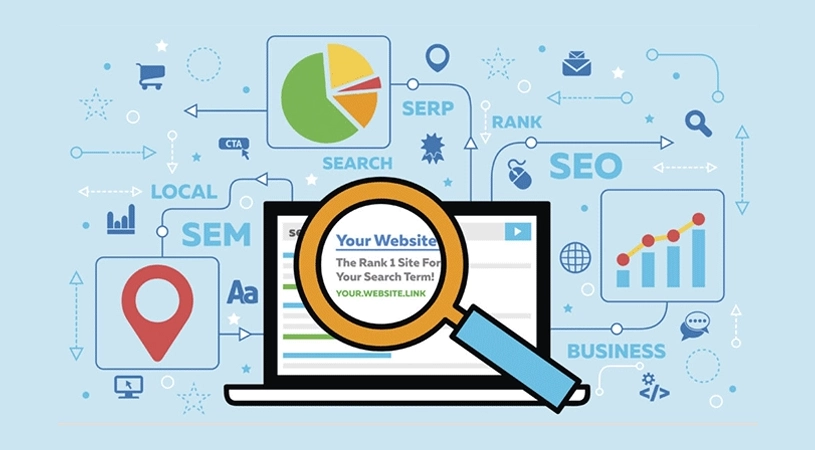 SERP
RANK
CTA
SEARCH
SEO
LOCAL
SEM
se
Your Website
The Rank 1 Site For
Your Search Term!
YOUR.WEBSITE.LINK
Aa
BUSINESS
</>